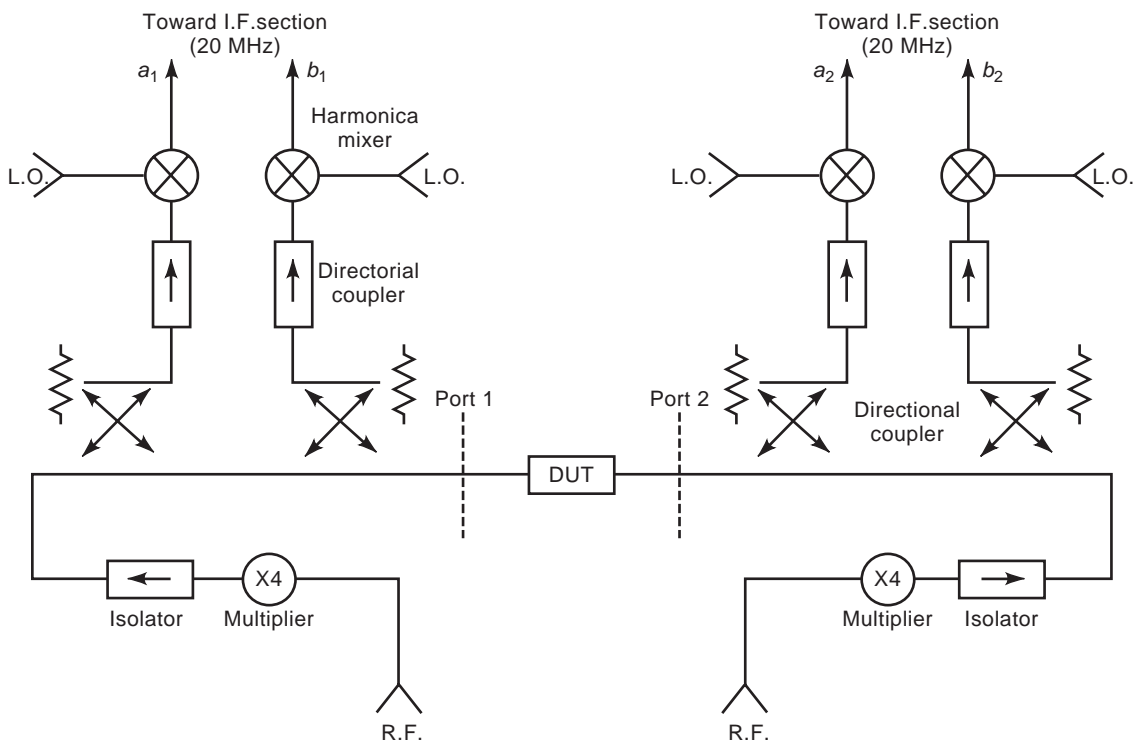 Toward I.F.section
(20 MHz)
Toward I.F.section
(20 MHz)
a1
b1
a2
b2
Harmonica
mixer
L.O.
L.O.
L.O.
L.O.
Directorial
coupler
Port 1
Port 2
Directional
coupler
DUT
X4
X4
Isolator
Multiplier
Multiplier
Isolator
R.F.
R.F.